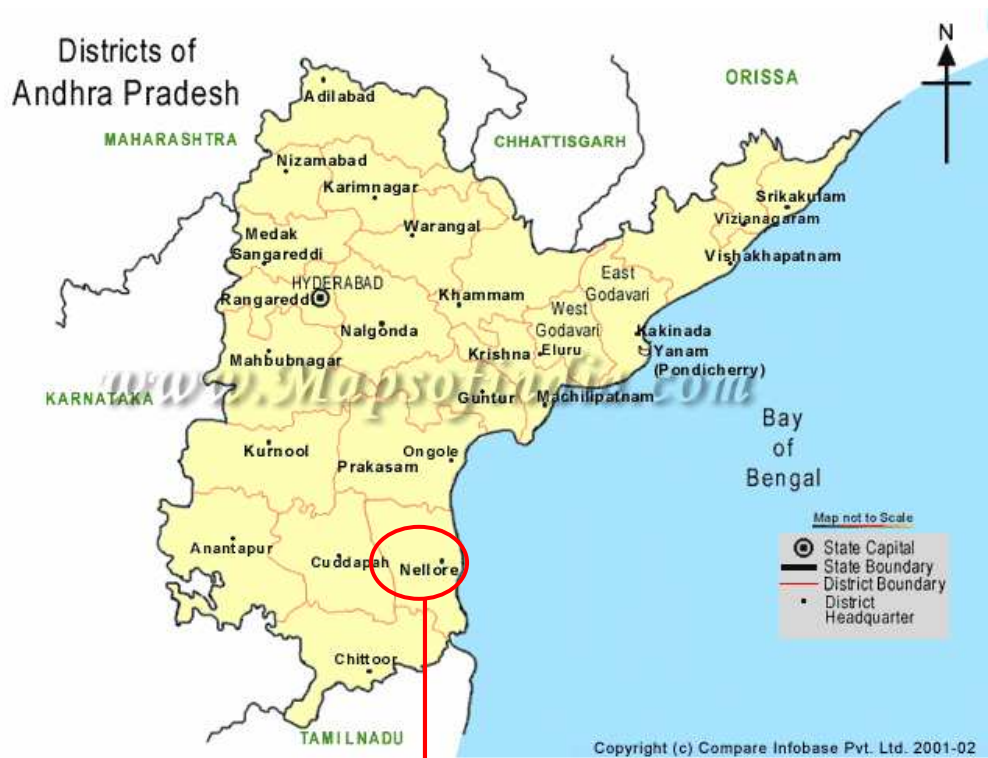 Districts of
Andhra Pradesh
N
ORISSA
MAHARASHTRA
CHHATTISGARH
Adilabad
Nizamabad
Karimnagar
Srikakulam
Vizianagaram
Warangal
Medak
Sangareddi
Vishakhapatnam
East
Godavari
HYDERABAD
Rangareddi
Khammam
West
Godavari
Nalgonda
Kakinada
Krishna
Eluru
Yanam
(Pondicherry)
Mahbubnagar
www.MapsofIndia.com
KARNATAKA
Guntur
Machilipatnam
Bay
of
Bengal
Kurnool
Ongole
Prakasam
Map not to Scale
State Capital
State Boundary
District Boundary
District
Headquarter
Anantapur
Cuddapah
Nellore
Chittoor
TAMILNADU
Copyright (c) Compare Infobase Pvt. Ltd. 2001-02